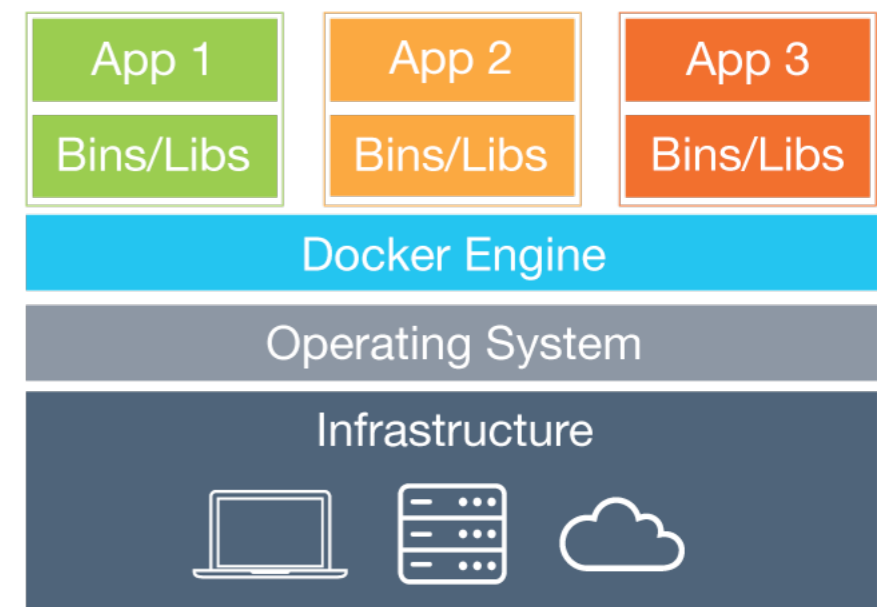 App 1
App 2
App 3
Bins/Libs
Bins/Libs
Bins/Libs
Docker Engine
Operating System
Infrastructure